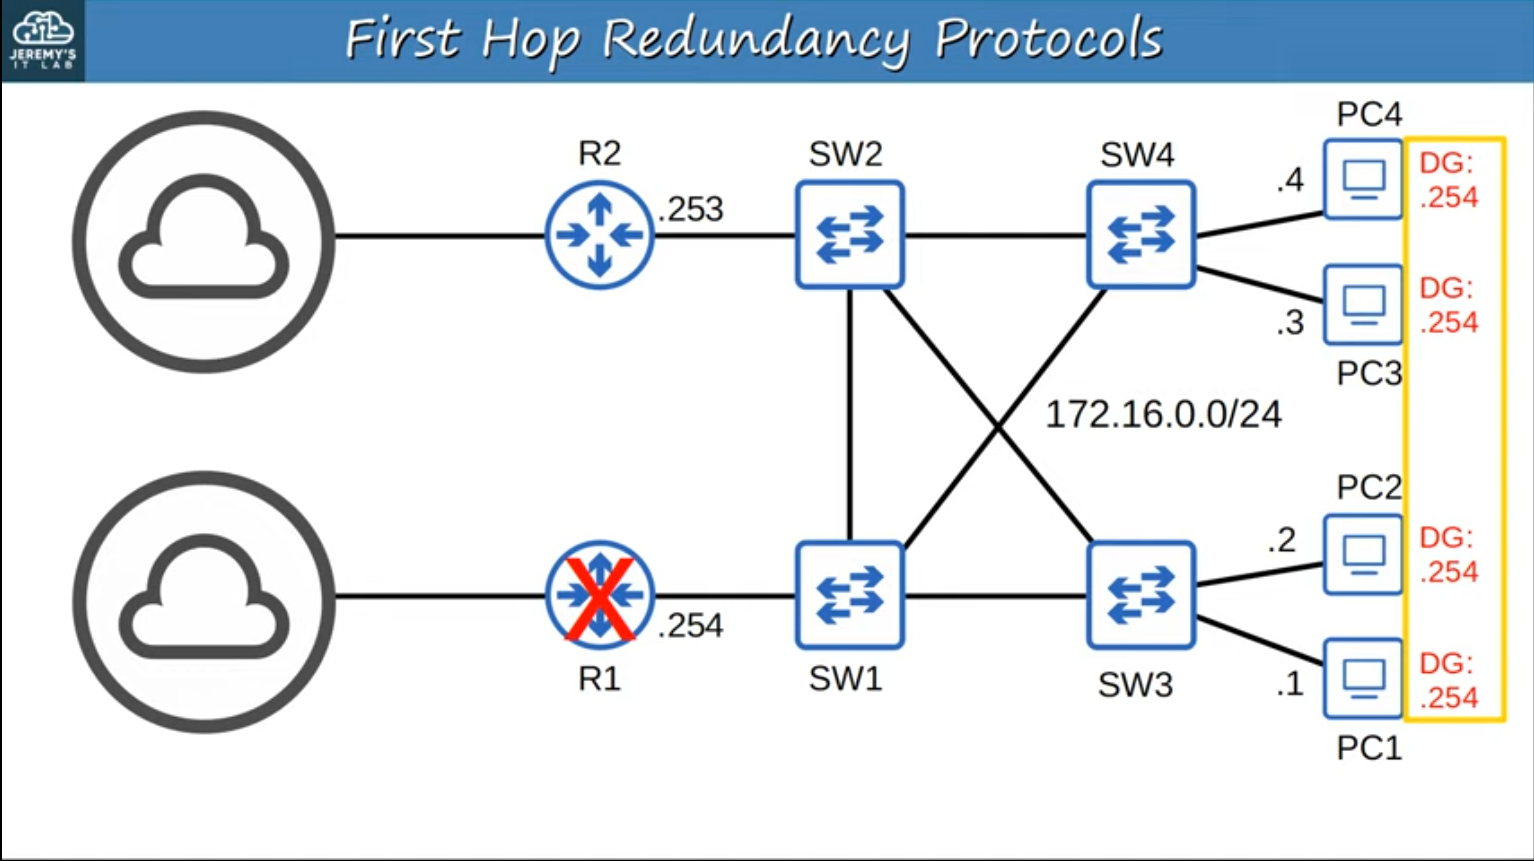 JEREMY'S
IT LAB
First Hop Redundancy Protocols
PC4
R2
SW2
SW4
DG:
.254
.4
.253
DG:
.254
.3
PC3
172.16.0.0/24
PC2
.2
DG:
.254
.254
R1
SW1
SW3
.1
DG:
.254
PC1